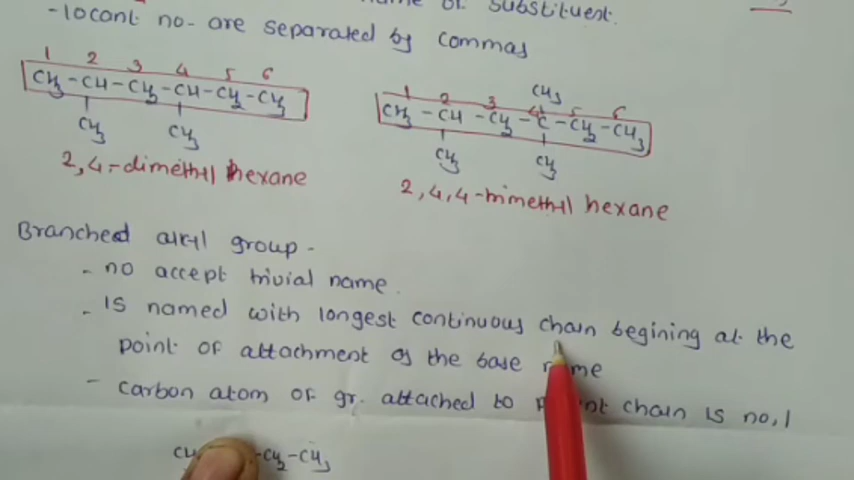 name of substituent.
-locant no. are separated by commas
1 2 3 4 5 6
CH3-CH-CH2-CH-CH2-CH3
CH3 CH3
2,4-dimethyl hexane
CH3
1 2 3 4 5 6
CH3-CH-CH2-C-CH2-CH3
CH3 CH3
2,4,4-trimethyl hexane
Branched alkyl group-
- no accept trivial name.
- is named with longest continuous chain begining at the
point of attachment as the base
- carbon atom of gr. attached to chain is no,1
-CH2-CH3